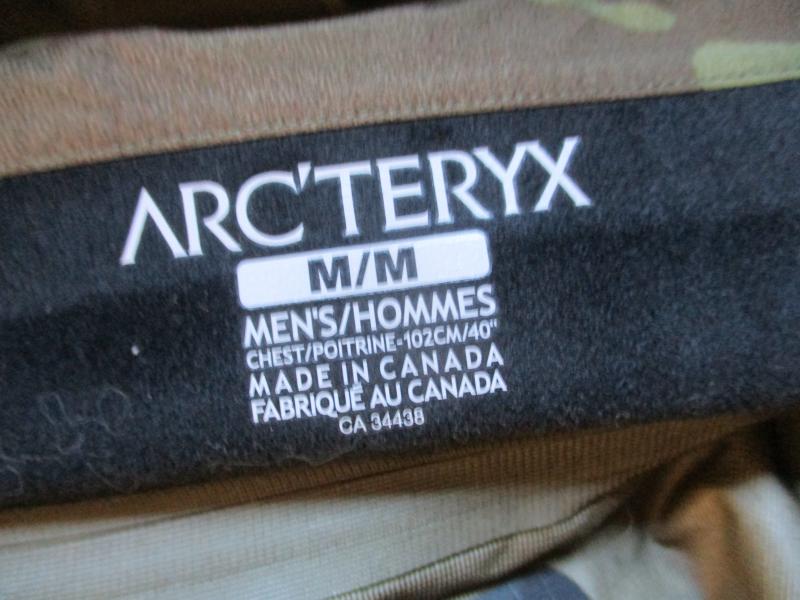 ARC'TERYX
M/M
MEN'S/HOMMES
CHEST/POITRINE-102CM/40"
MADE IN CANADA
FABRIQUÉ AU CANADA
CA 34438